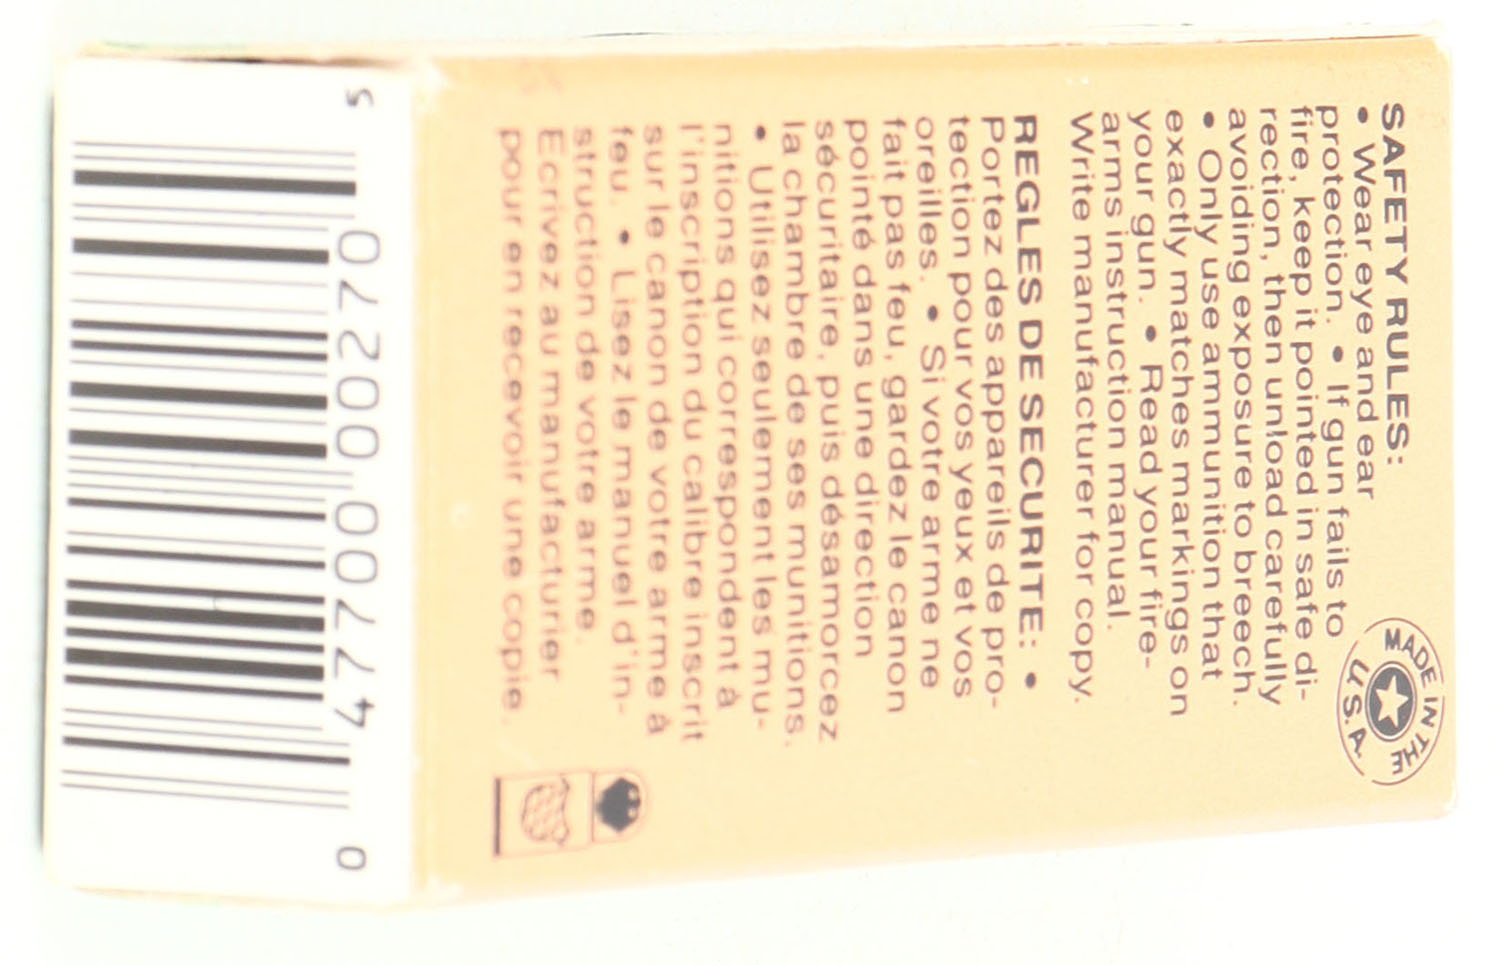 SAFETY RULES:
• Wear eye and ear
protection. • If gun fails to
fire, keep it pointed in safe di-
rection, then unload carefully
avoiding exposure to breech.
• Only use ammunition that
exactly matches markings on
your gun. • Read your fire-
arms instruction manual.
Write manufacturer for copy.
REGLES DE SECURITE: •
Portez des appareils de pro-
tection pour vos yeux et vos
oreilles. • Si votre arme ne
fait pas feu, gardez le canon
pointé dans une direction
sécuritaire, puis désamorcez
la chambre de ses munitions.
• Utilisez seulement les mu-
nitions qui correspondent à
l'inscription du calibre inscrit
sur le canon de votre arme à
feu. • Lisez le manuel d'in-
struction de votre arme.
Ecrivez au manufacturier
pour en recevoir une copie.
MADE IN THE
U.S.A.
0 47700 00270 5